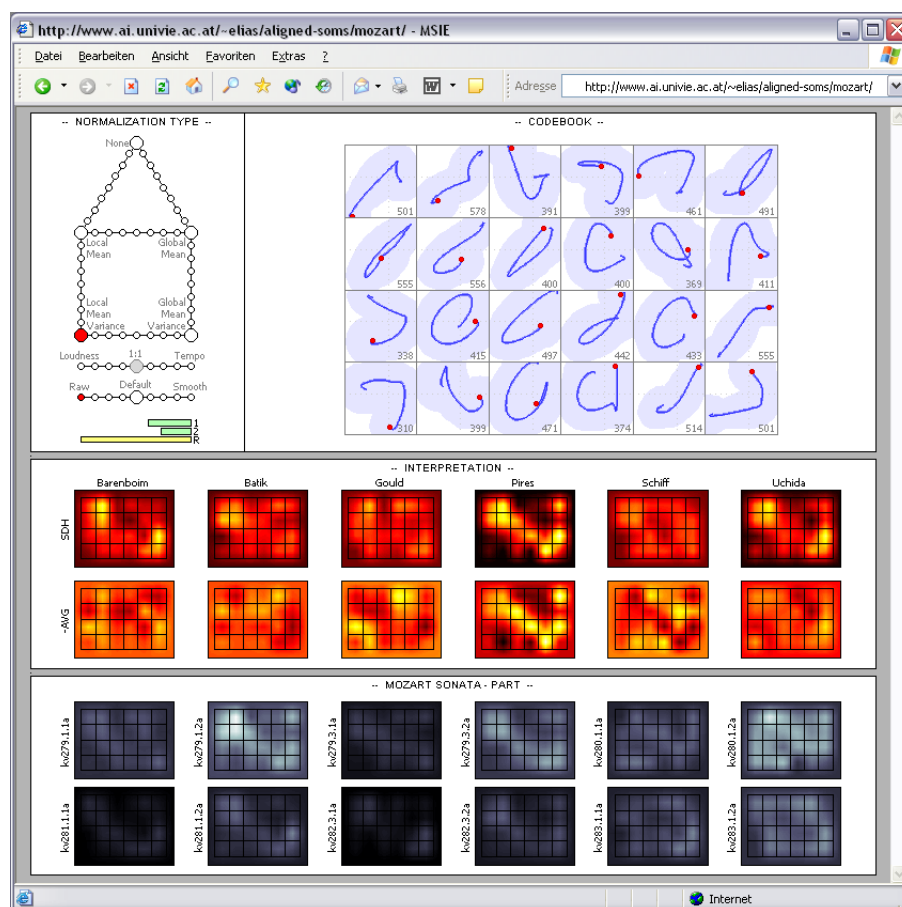 http://www.ai.univie.ac.at/~elias/aligned-soms/mozart/ - MSIE
Datei Bearbeiten Ansicht Favoriten Extras ?
Adresse http://www.ai.univie.ac.at/~elias/aligned-soms/mozart/
-- NORMALIZATION TYPE --
None
Local Mean
Global Mean
Local Mean Variance
Global Mean Variance
Loudness 1:1 Tempo
Raw Default Smooth
1
2
R
-- CODEBOOK --
501 578 391 399 461 491
555 556 400 400 369 411
338 415 497 442 433 555
310 399 471 374 514 501
-- INTERPRETATION --
Barenboim Batik Gould Pires Schiff Uchida
SDH
-AVG
-- MOZART SONATA - PART --
kv279.1.1a kv279.1.2a kv279.3.1a kv279.3.2a kv280.1.1a kv280.1.2a
kv281.1.1a kv281.1.2a kv282.3.1a kv282.3.2a kv283.1.1a kv283.1.2a
Internet